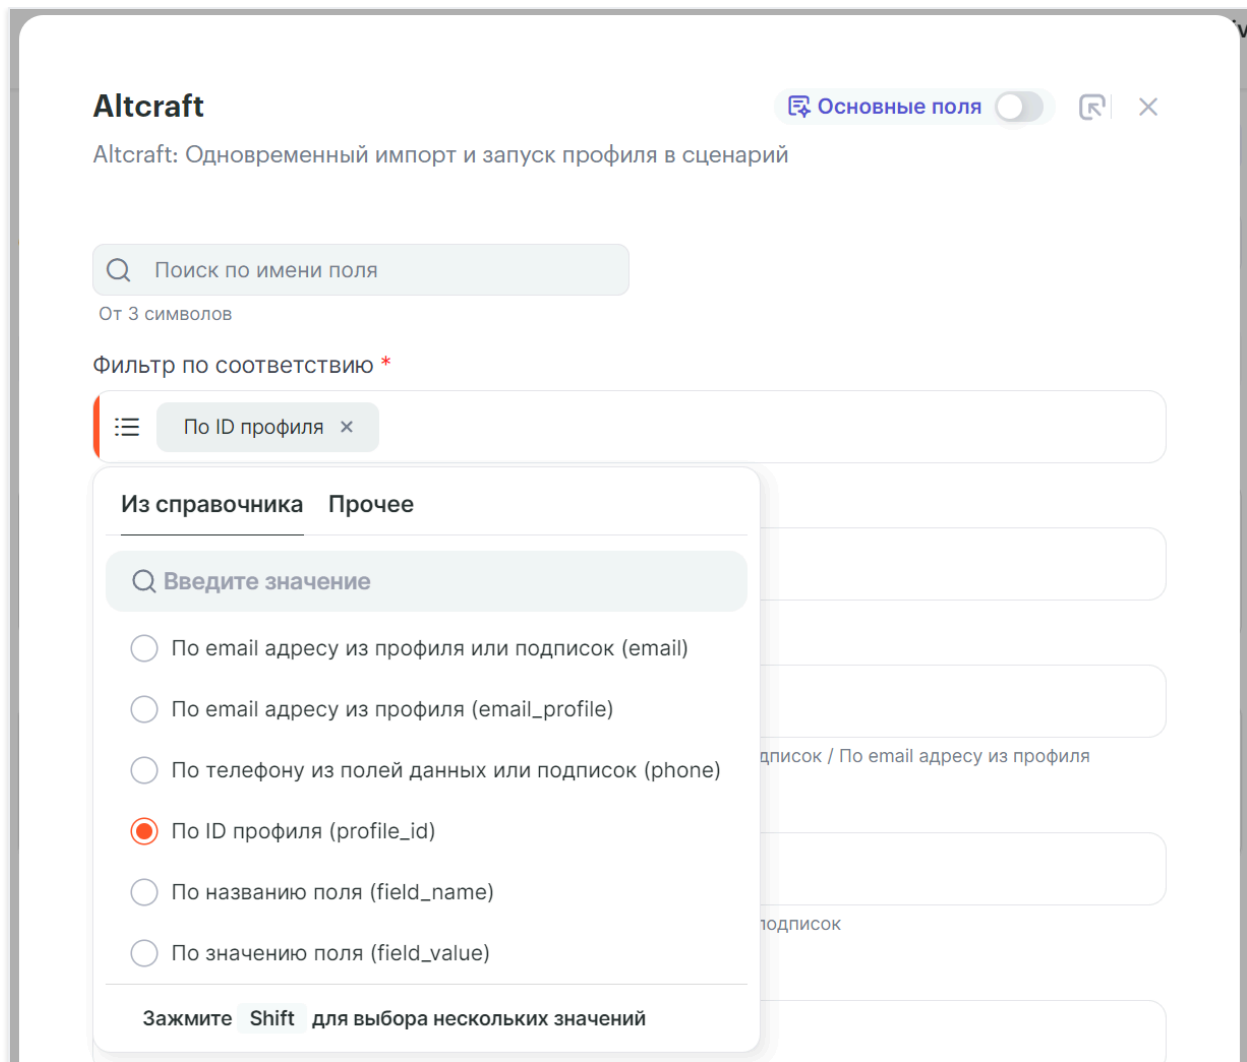 Altcraft
Основные поля
Altcraft: Одновременный импорт и запуск профиля в сценарий
Поиск по имени поля
От 3 символов
Фильтр по соответствию *
По ID профиля ×
Из справочника Прочее
Введите значение
По email адресу из профиля или подписок (email)
По email адресу из профиля (email_profile)
По телефону из полей данных или подписок (phone)
/ По email адресу из профиля
По ID профиля (profile_id)
По названию поля (field_name)
По значению поля (field_value)
Зажмите Shift для выбора нескольких значений